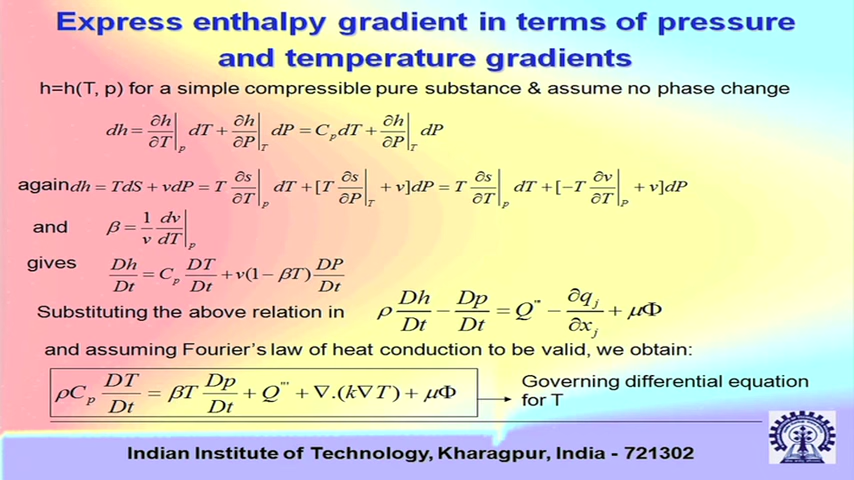 Express enthalpy gradient in terms of pressure
and temperature gradients
h=h(T, p) for a simple compressible pure substance & assume no phase change
dh = ∂h/∂T|_p dT + ∂h/∂P|_T dP = C_p dT + ∂h/∂P|_T dP
again dh = TdS + vdP = T ∂s/∂T|_p dT + [T ∂s/∂P|_T + v]dP = T ∂s/∂T|_p dT + [-T ∂v/∂T|_P + v]dP
and β = 1/v dv/dT|_p
gives Dh/Dt = C_p DT/Dt + v(1 - βT) DP/Dt
Substituting the above relation in ρ Dh/Dt - Dp/Dt = Q''' - ∂q_j/∂x_j + μΦ
and assuming Fourier's law of heat conduction to be valid, we obtain:
ρC_p DT/Dt = βT Dp/Dt + Q''' + ∇.(k∇T) + μΦ
Governing differential equation
for T
Indian Institute of Technology, Kharagpur, India - 721302